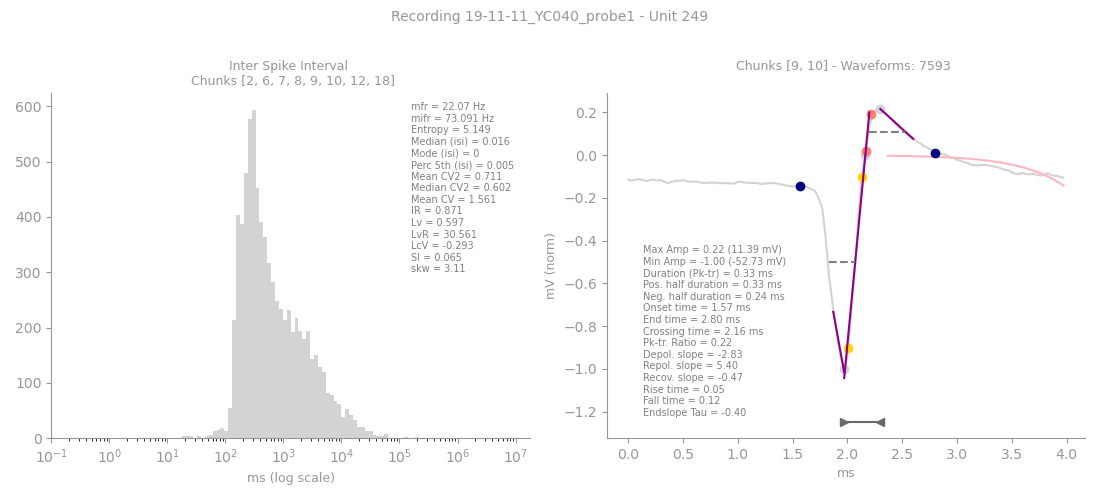 Recording 19-11-11_YC040_probe1 - Unit 249
Inter Spike Interval
Chunks [2, 6, 7, 8, 9, 10, 12, 18]
600
500
400
300
200
100
0
mfr = 22.07 Hz
mifr = 73.091 Hz
Entropy = 5.149
Median (isi) = 0.016
Mode (isi) = 0
Perc 5th (isi) = 0.005
Mean CV2 = 0.711
Median CV2 = 0.602
Mean CV = 1.561
IR = 0.871
Lv = 0.597
LvR = 30.561
LcV = -0.293
SI = 0.065
skw = 3.11
10⁻¹ 10⁰ 10¹ 10² 10³ 10⁴ 10⁵ 10⁶ 10⁷
ms (log scale)
Chunks [9, 10] - Waveforms: 7593
mV (norm)
0.2
0.0
−0.2
−0.4
−0.6
−0.8
−1.0
−1.2
Max Amp = 0.22 (11.39 mV)
Min Amp = -1.00 (-52.73 mV)
Duration (Pk-tr) = 0.33 ms
Pos. half duration = 0.33 ms
Neg. half duration = 0.24 ms
Onset time = 1.57 ms
End time = 2.80 ms
Crossing time = 2.16 ms
Pk-tr. Ratio = 0.22
Depol. slope = -2.83
Repol. slope = 5.40
Recov. slope = -0.47
Rise time = 0.05
Fall time = 0.12
Endslope Tau = -0.40
0.0 0.5 1.0 1.5 2.0 2.5 3.0 3.5 4.0
ms